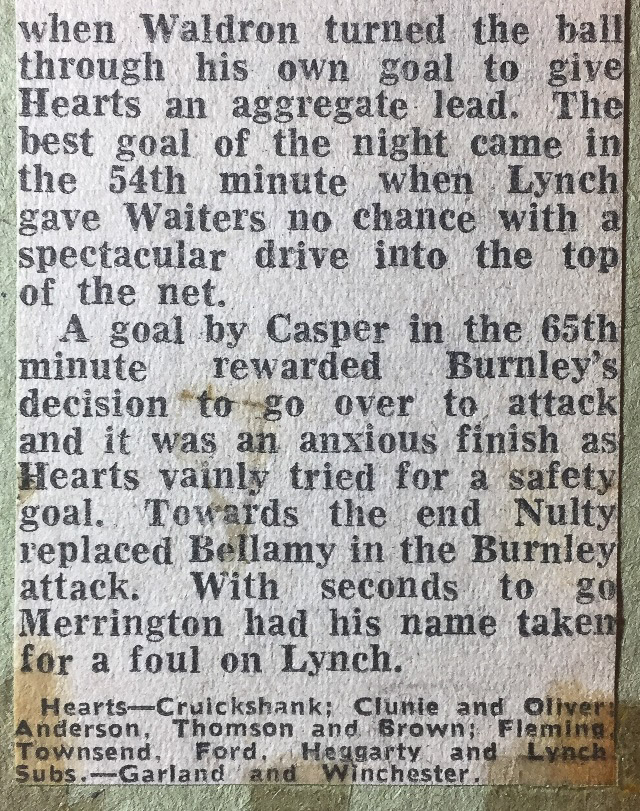 when Waldron turned the ball
through his own goal to give
Hearts an aggregate lead. The
best goal of the night came in
the 54th minute when Lynch
gave Waiters no chance with a
spectacular drive into the top
of the net.
A goal by Casper in the 65th
minute rewarded Burnley's
decision to go over to attack
and it was an anxious finish as
Hearts vainly tried for a safety
goal. Towards the end Nulty
replaced Bellamy in the Burnley
attack. With seconds to go
Merrington had his name taken
for a foul on Lynch.
Hearts—Cruickshank; Clunie and Oliver;
Anderson, Thomson and Brown; Fleming,
Townsend, Ford, Heggarty and Lynch
Subs.—Garland and Winchester.